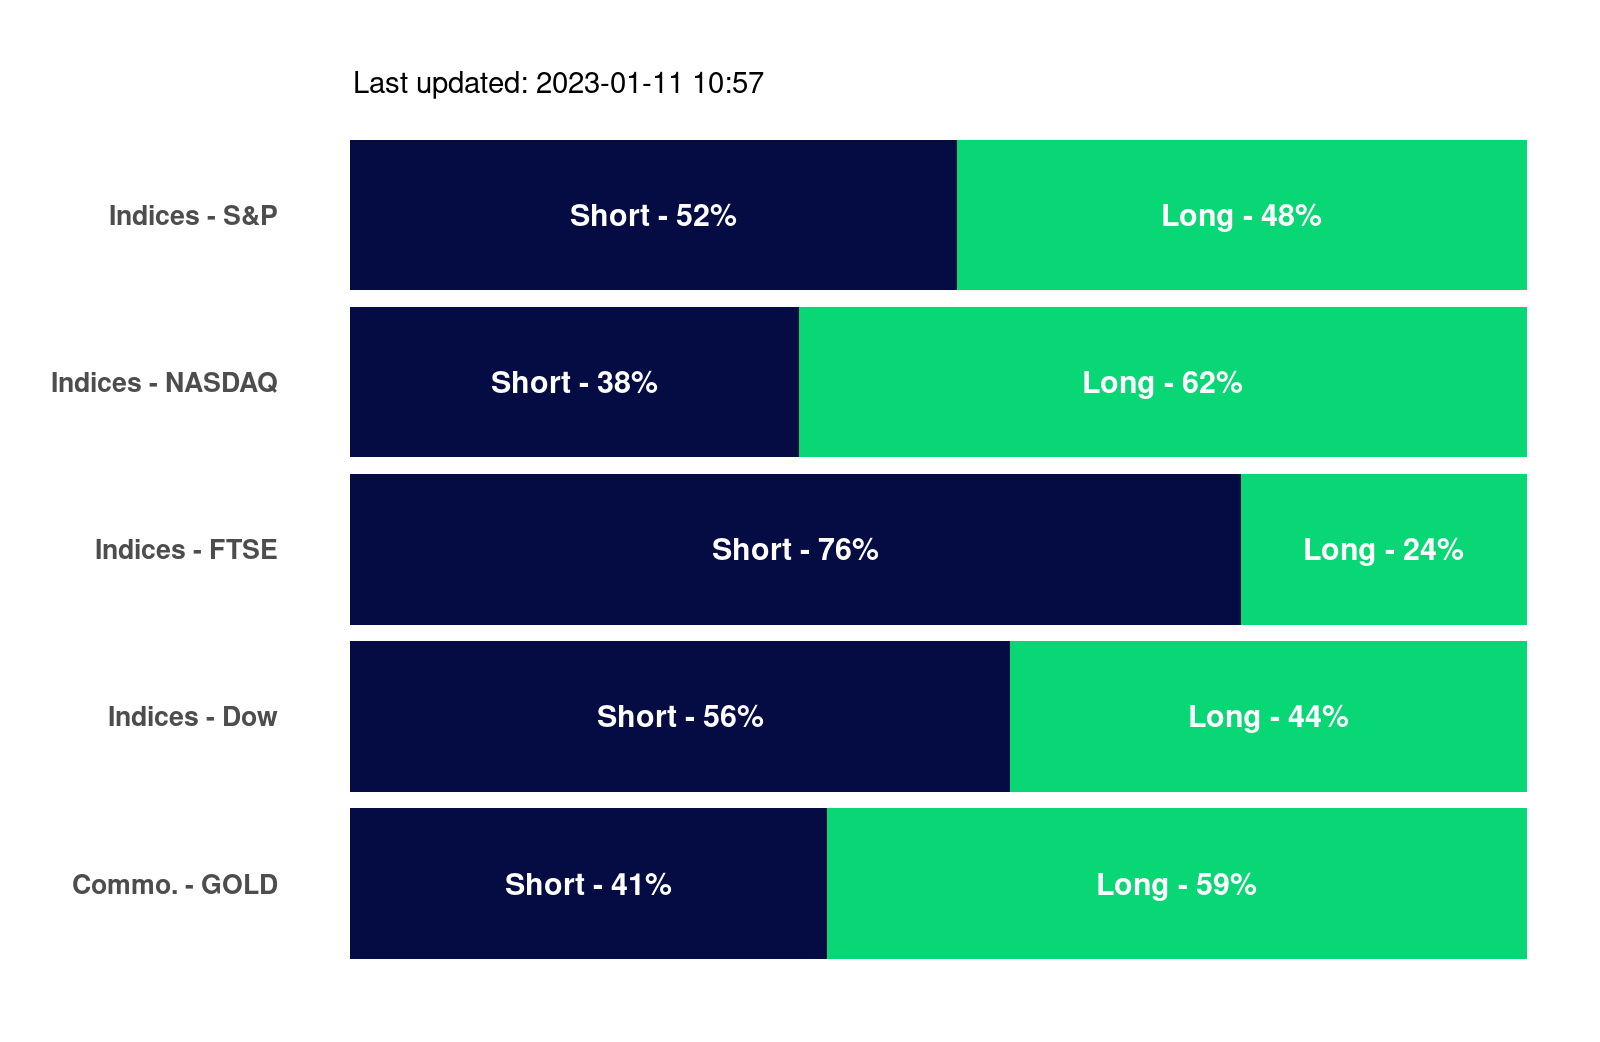 Last updated: 2023-01-11 10:57
Indices - S&P Short - 52% Long - 48%
Indices - NASDAQ Short - 38% Long - 62%
Indices - FTSE Short - 76% Long - 24%
Indices - Dow Short - 56% Long - 44%
Commo. - GOLD Short - 41% Long - 59%